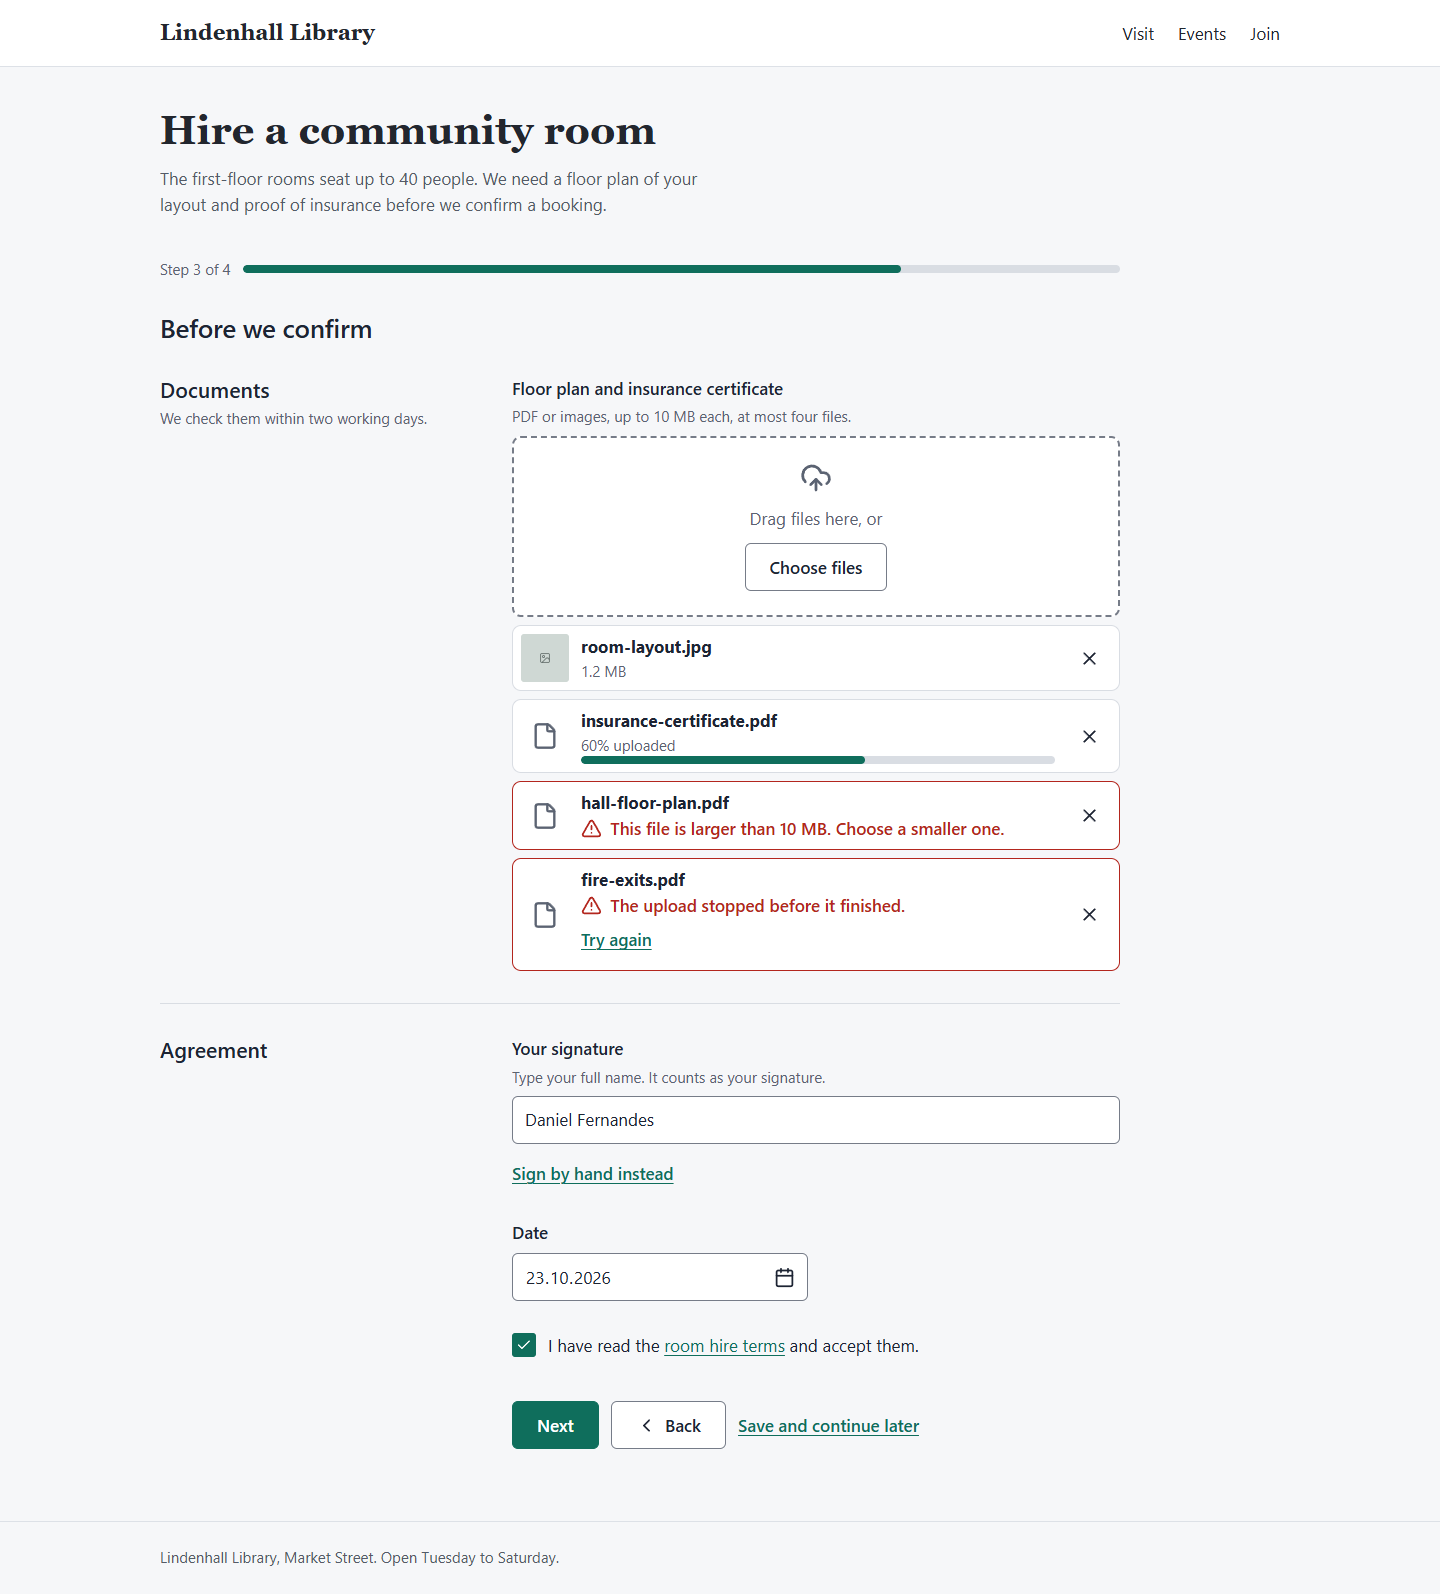 Lindenhall Library
Visit
Events
Join
Hire a community room
The first-floor rooms seat up to 40 people. We need a floor plan of your
layout and proof of insurance before we confirm a booking.
Step 3 of 4
Before we confirm
Documents
We check them within two working days.
Floor plan and insurance certificate
PDF or images, up to 10 MB each, at most four files.
Drag files here, or
Choose files
room-layout.jpg
1.2 MB
insurance-certificate.pdf
60% uploaded
hall-floor-plan.pdf
This file is larger than 10 MB. Choose a smaller one.
fire-exits.pdf
The upload stopped before it finished.
Try again
Agreement
Your signature
Type your full name. It counts as your signature.
Daniel Fernandes
Sign by hand instead
Date
23.10.2026
I have read the room hire terms and accept them.
Next
Back
Save and continue later
Lindenhall Library, Market Street. Open Tuesday to Saturday.